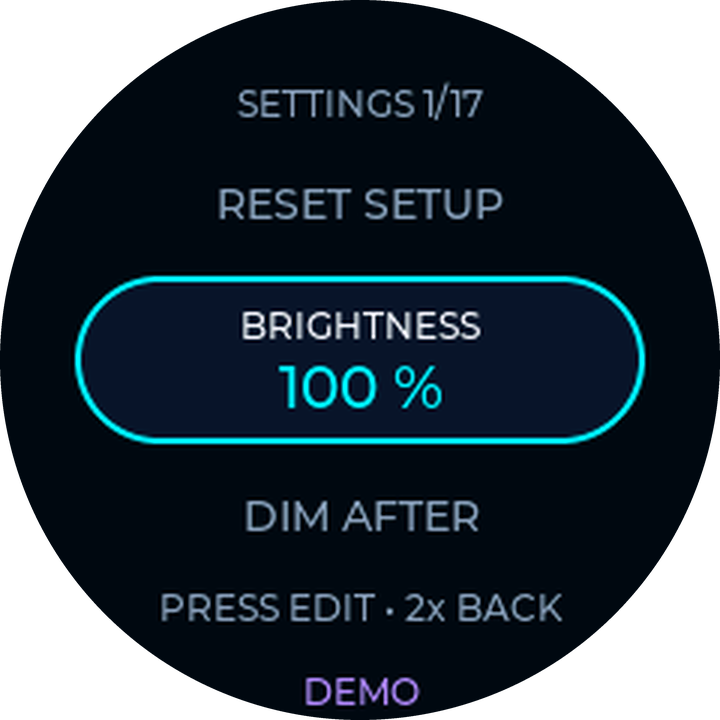 SETTINGS 1/17
RESET SETUP
BRIGHTNESS
100 %
DIM AFTER
PRESS EDIT • 2x BACK
DEMO